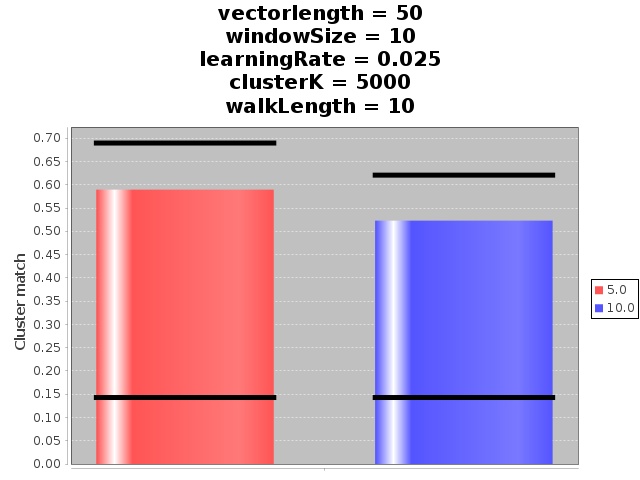 vectorlength = 50
windowSize = 10
learningRate = 0.025
clusterK = 5000
walkLength = 10
0.70
0.65
0.60
0.55
0.50
0.45
0.40
0.35
0.30
0.25
0.20
0.15
0.10
0.05
0.00
Cluster match
5.0
10.0